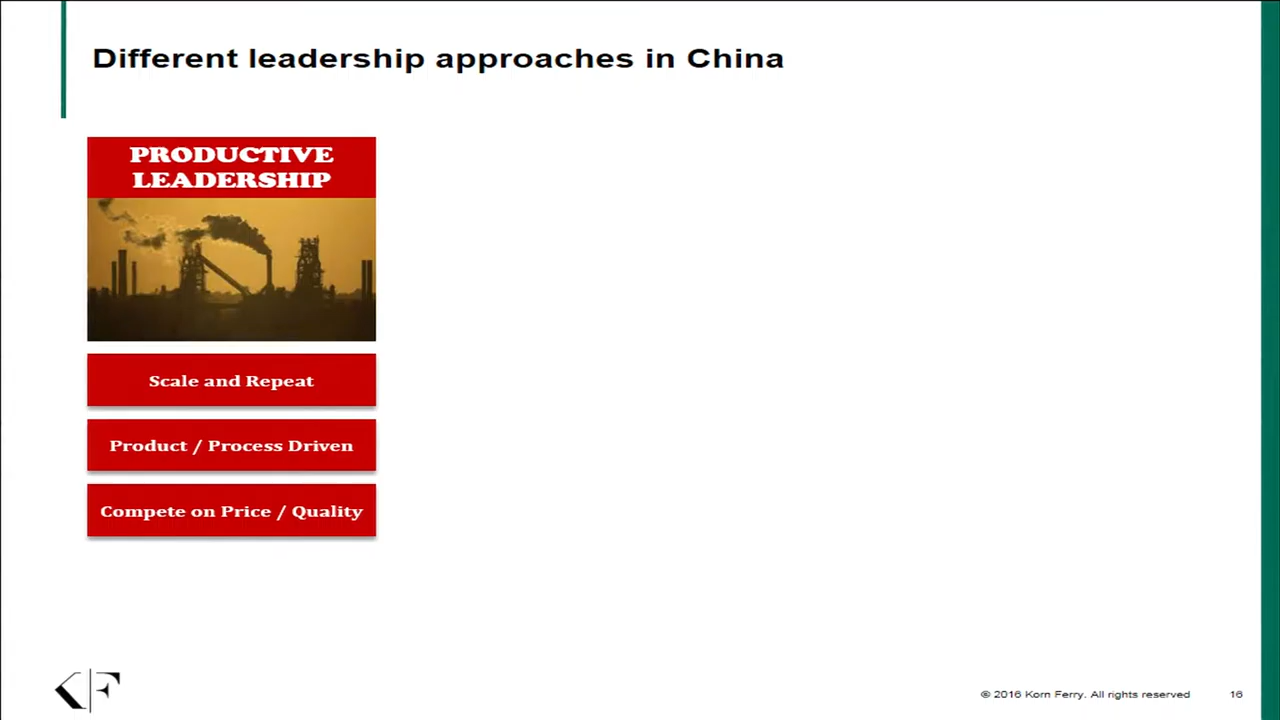 Different leadership approaches in China
PRODUCTIVE
LEADERSHIP
Scale and Repeat
Product / Process Driven
Compete on Price / Quality
KF
© 2016 Korn Ferry. All rights reserved
16